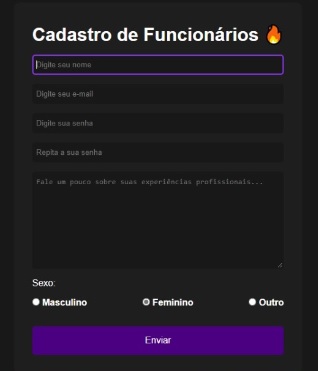 Cadastro de Funcionários 🔥
Digite seu nome
Digite seu e-mail
Digite sua senha
Repita a sua senha
Fale um pouco sobre suas experiências profissionais...
Sexo:
Masculino Feminino Outro
Enviar